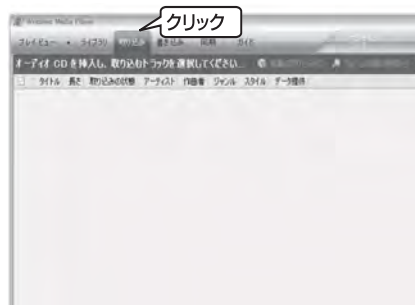 クリック
Windows Media Player
プレイビュー ライブラリ 取り込み 書き込み 同期 ガイド
オーディオ CD を挿入し、取り込むトラックを選択してください...
タイトル 長さ 取り込みの状態 アーティスト 作曲者 ジャンル スタイル データ提供